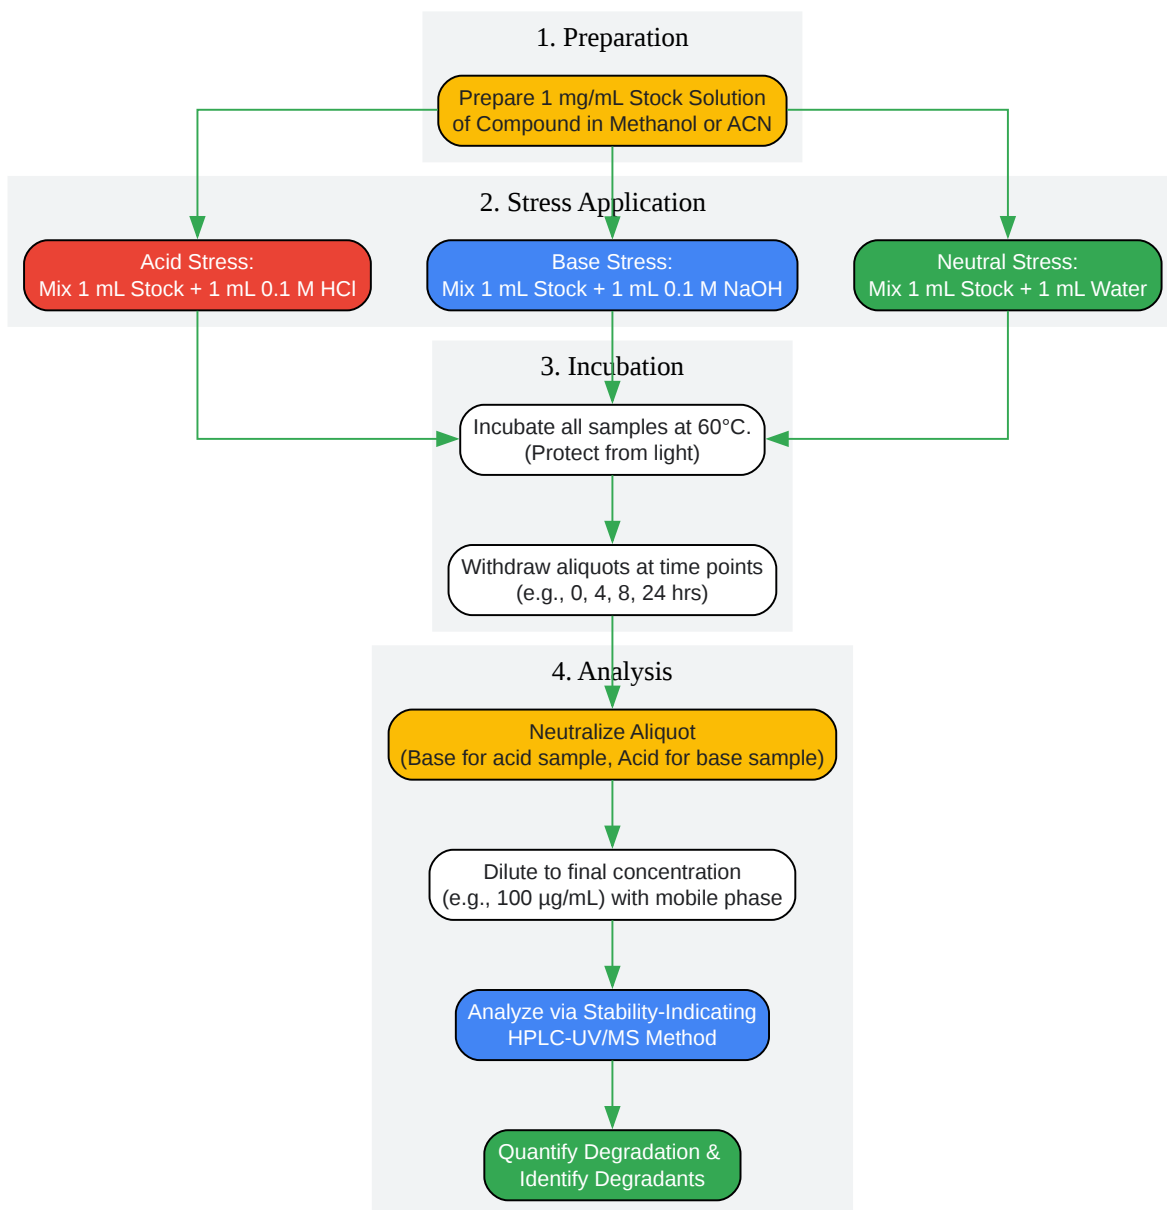 1. Preparation
Prepare 1 mg/mL Stock Solution
of Compound in Methanol or ACN
2. Stress Application
Acid Stress:
Mix 1 mL Stock + 1 mL 0.1 M HCl
Base Stress:
Mix 1 mL Stock + 1 mL 0.1 M NaOH
Neutral Stress:
Mix 1 mL Stock + 1 mL Water
3. Incubation
Incubate all samples at 60°C.
(Protect from light)
Withdraw aliquots at time points
(e.g., 0, 4, 8, 24 hrs)
4. Analysis
Neutralize Aliquot
(Base for acid sample, Acid for base sample)
Dilute to final concentration
(e.g., 100 µg/mL) with mobile phase
Analyze via Stability-Indicating
HPLC-UV/MS Method
Quantify Degradation &
Identify Degradants